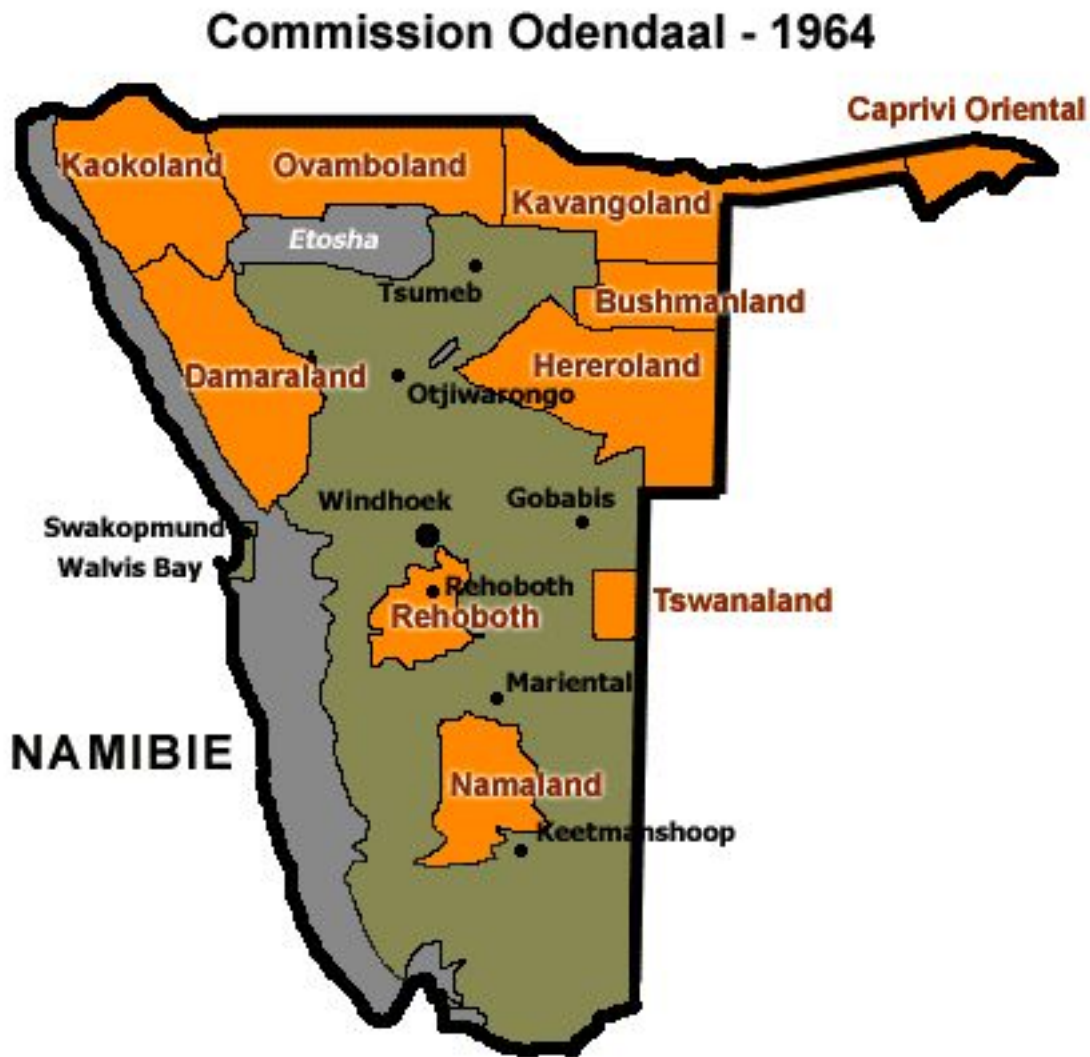 Commission Odendaal - 1964
Caprivi Oriental
Kaokoland
Ovamboland
Kavangoland
Etosha
Tsumeb
Bushmanland
Damaraland
Hereroland
Otjiwarongo
Windhoek
Gobabis
Swakopmund
Walvis Bay
Rehoboth
Rehoboth
Tswanaland
Mariental
NAMIBIE
Namaland
Keetmanshoop